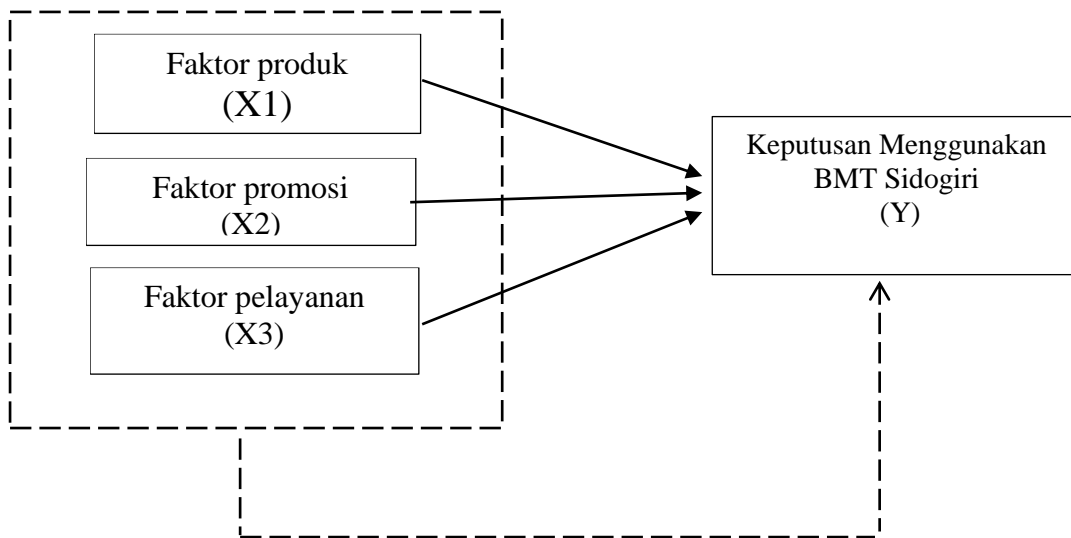 Faktor produk
(X1)
Faktor promosi
(X2)
Faktor pelayanan
(X3)
Keputusan Menggunakan
BMT Sidogiri
(Y)